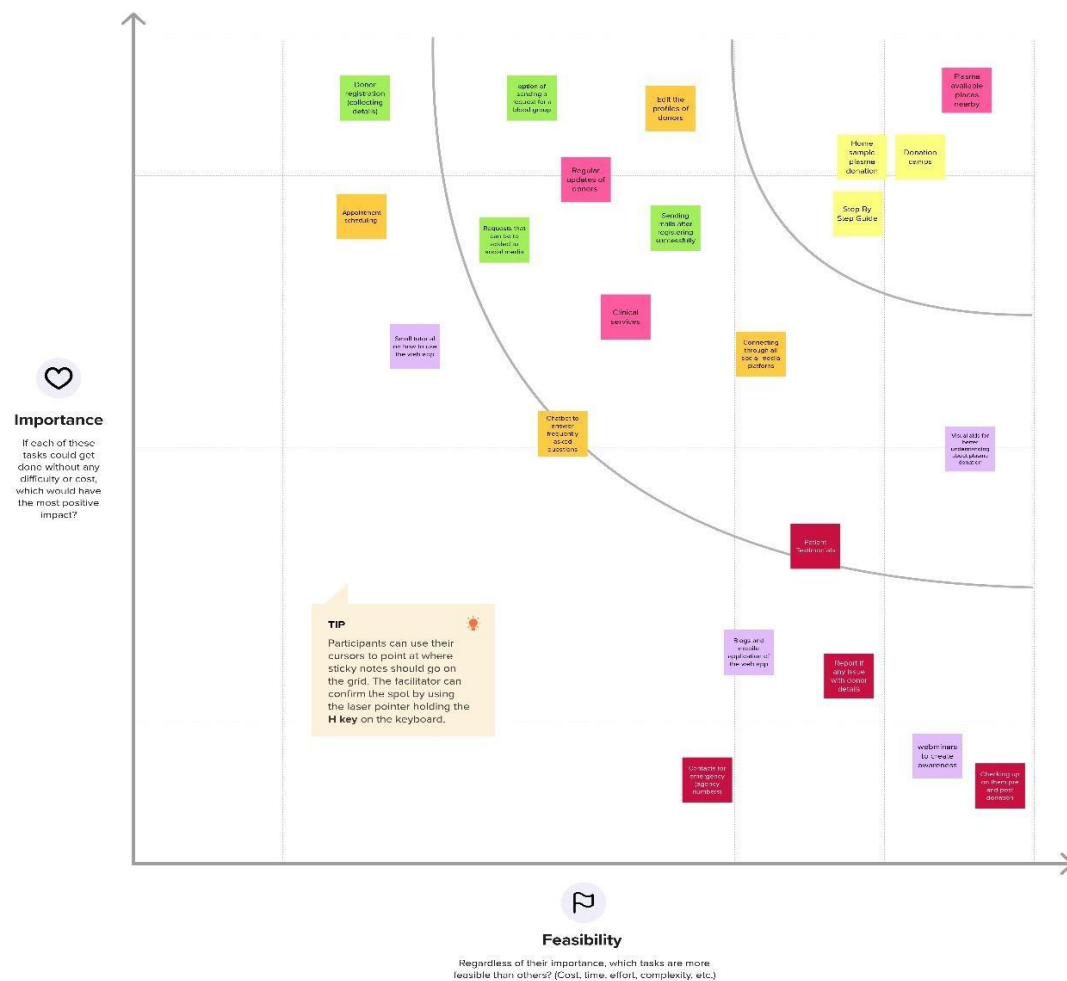 Donor
registration
(collecting
details)
option of
sending a
request for a
blood group
Edit the
profiles of
donors
Plasma
available
places
nearby
Home
sample
plasma
donation
Donation
camps
Regular
updates of
donors
Appointment
scheduling
Requests that
can be to
added to
social media
Sending
mails after
registering
successfully
Step By
Step Guide
Clinical
services
Small tutorial
on how to use
the web app
Connecting
through all
social media
platform
Chatbot to
answer
frequently
asked
questions
Visual aids for
better
understanding
about plasma
donation
Patient
Testimonials
Blogs and
mobile
application of
the web app
Report if
any issue
with donor
details
webminars
to create
awareness
Contacts for
emergency
(agency
numbers)
Checking up
on them pre
and post
donation
Importance
If each of these
tasks could get
done without any
difficulty or cost,
which would have
the most positive
impact?
TIP
Participants can use their
cursors to point at where
sticky notes should go on
the grid. The facilitator can
confirm the spot by using
the laser pointer holding the
H key on the keyboard.
Feasibility
Regardless of their importance, which tasks are more
feasible than others? (Cost, time, effort, complexity, etc.)